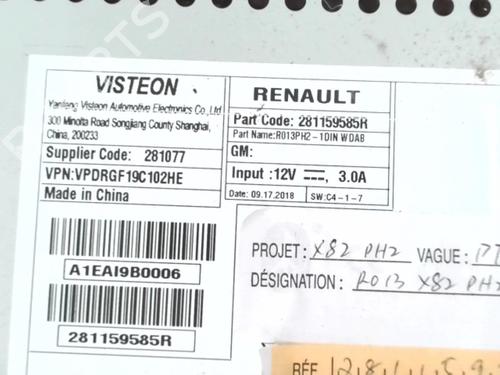 VISTEON
Yanfeng Visteon Automotive Electronics Co.,Ltd
300 Minolta Road Songjiang County Shanghai,
China, 200233
Supplier Code: 281077
VPN:VPDRGF19C102HE
Made in China
A1EAI9B0006
281159585R
RENAULT
Part Code: 281159585R
Part Name:R013PH2-1DIN WDAB
GM:
Input :12V 3.0A
Date: 09.17.2018 SW:C4-1-7
PROJET: X82 PH2 VAGUE: PT
DÉSIGNATION: R013 X82 PH2
RÉF